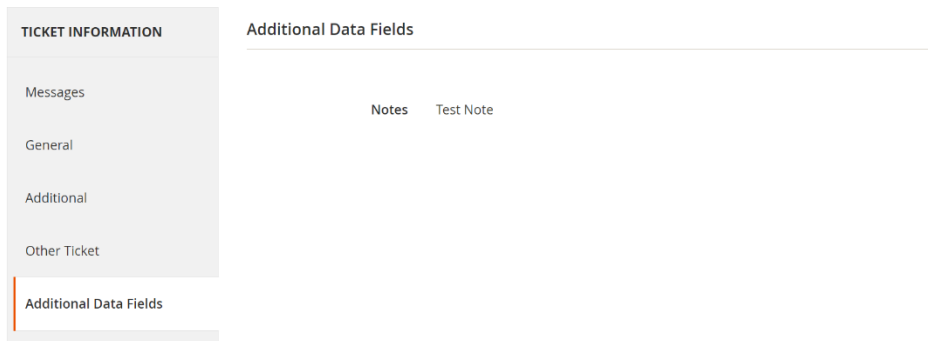 TICKET INFORMATION
Messages
General
Additional
Other Ticket
Additional Data Fields
Additional Data Fields
Notes Test Note